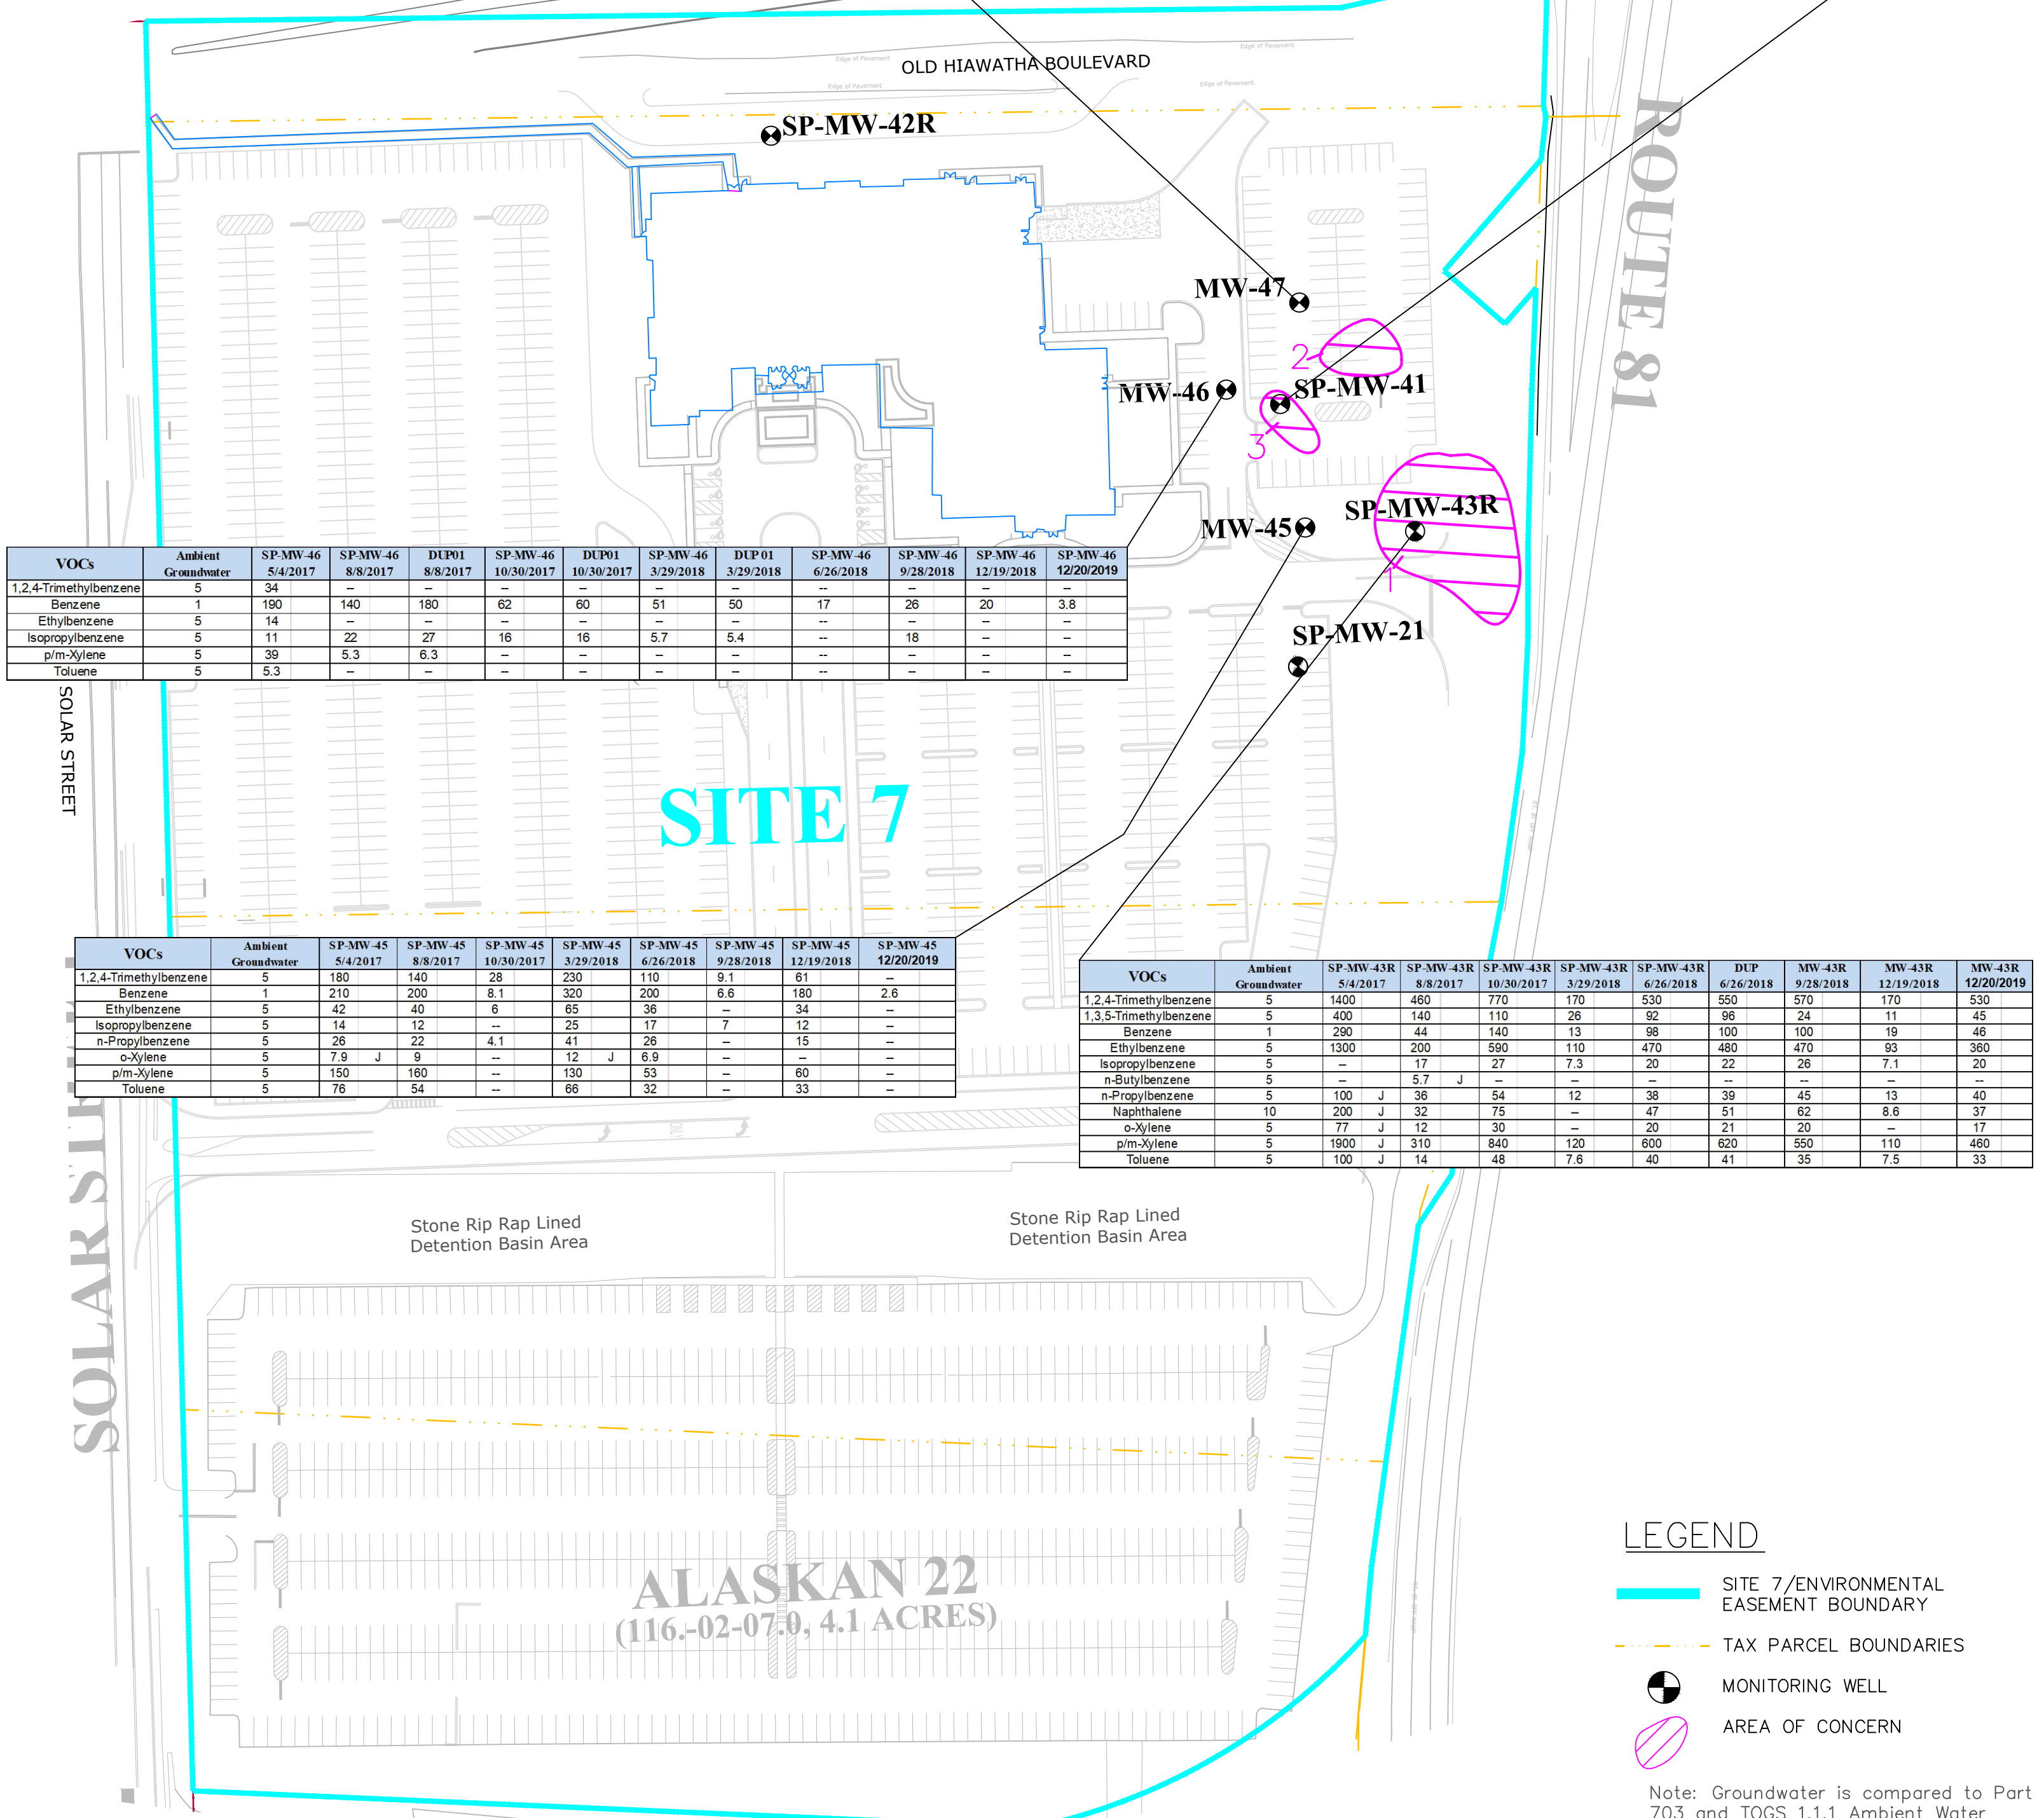 Edge of Pavement
Edge of Pavement
OLD HIAWATHA BOULEVARD
Edge of Pavement
Edge of Pavement
ROUTE 81
SP-MW-42R
MW-47
2
MW-46
SP-MW-41
3
SP-MW-43R
MW-45
1
SP-MW-21
VOCs Ambient Groundwater SP-MW-46 5/4/2017 SP-MW-46 8/8/2017 DUP01 8/8/2017 SP-MW-46 10/30/2017 DUP01 10/30/2017 SP-MW-46 3/29/2018 DUP 01 3/29/2018 SP-MW-46 6/26/2018 SP-MW-46 9/28/2018 SP-MW-46 12/19/2018 SP-MW-46 12/20/2019
1,2,4-Trimethylbenzene 5 34 -- -- -- -- -- -- -- -- -- --
Benzene 1 190 140 180 62 60 51 50 17 26 20 3.8
Ethylbenzene 5 14 -- -- -- -- -- -- -- -- -- --
Isopropylbenzene 5 11 22 27 16 16 5.7 5.4 -- 18 -- --
p/m-Xylene 5 39 5.3 6.3 -- -- -- -- -- -- -- --
Toluene 5 5.3 -- -- -- -- -- -- -- -- -- --
SOLAR STREET
SITE 7
VOCs Ambient Groundwater SP-MW-45 5/4/2017 SP-MW-45 8/8/2017 SP-MW-45 10/30/2017 SP-MW-45 3/29/2018 SP-MW-45 6/26/2018 SP-MW-45 9/28/2018 SP-MW-45 12/19/2018 SP-MW-45 12/20/2019
1,2,4-Trimethylbenzene 5 180 140 28 230 110 9.1 61 --
Benzene 1 210 200 8.1 320 200 6.6 180 2.6
Ethylbenzene 5 42 40 6 65 36 -- 34 --
Isopropylbenzene 5 14 12 -- 25 17 7 12 --
n-Propylbenzene 5 26 22 4.1 41 26 -- 15 --
o-Xylene 5 7.9 J 9 -- 12 J 6.9 -- -- --
p/m-Xylene 5 150 160 -- 130 53 -- 60 --
Toluene 5 76 54 -- 66 32 -- 33 --
VOCs Ambient Groundwater SP-MW-43R 5/4/2017 SP-MW-43R 8/8/2017 SP-MW-43R 10/30/2017 SP-MW-43R 3/29/2018 SP-MW-43R 6/26/2018 DUP 6/26/2018 MW-43R 9/28/2018 MW-43R 12/19/2018 MW-43R 12/20/2019
1,2,4-Trimethylbenzene 5 1400 460 770 170 530 550 570 170 530
1,3,5-Trimethylbenzene 5 400 140 110 26 92 96 24 11 45
Benzene 1 290 44 140 13 98 100 100 19 46
Ethylbenzene 5 1300 200 590 110 470 480 470 93 360
Isopropylbenzene 5 -- 17 27 7.3 20 22 26 7.1 20
n-Butylbenzene 5 -- 5.7 J -- -- -- -- -- -- --
n-Propylbenzene 5 100 J 36 54 12 38 39 45 13 40
Naphthalene 10 200 J 32 75 -- 47 51 62 8.6 37
o-Xylene 5 77 J 12 30 -- 20 21 20 -- 17
p/m-Xylene 5 1900 J 310 840 120 600 620 550 110 460
Toluene 5 100 J 14 48 7.6 40 41 35 7.5 33
ONLY
SOLAR
Stone Rip Rap Lined
Detention Basin Area
Stone Rip Rap Lined
Detention Basin Area
ALASKAN 22
(116.-02-07.0, 4.1 ACRES)
LEGEND
SITE 7/ENVIRONMENTAL
EASEMENT BOUNDARY
TAX PARCEL BOUNDARIES
MONITORING WELL
AREA OF CONCERN
Note: Groundwater is compared to Part
703 and TOGS 1.1.1 Ambient Water